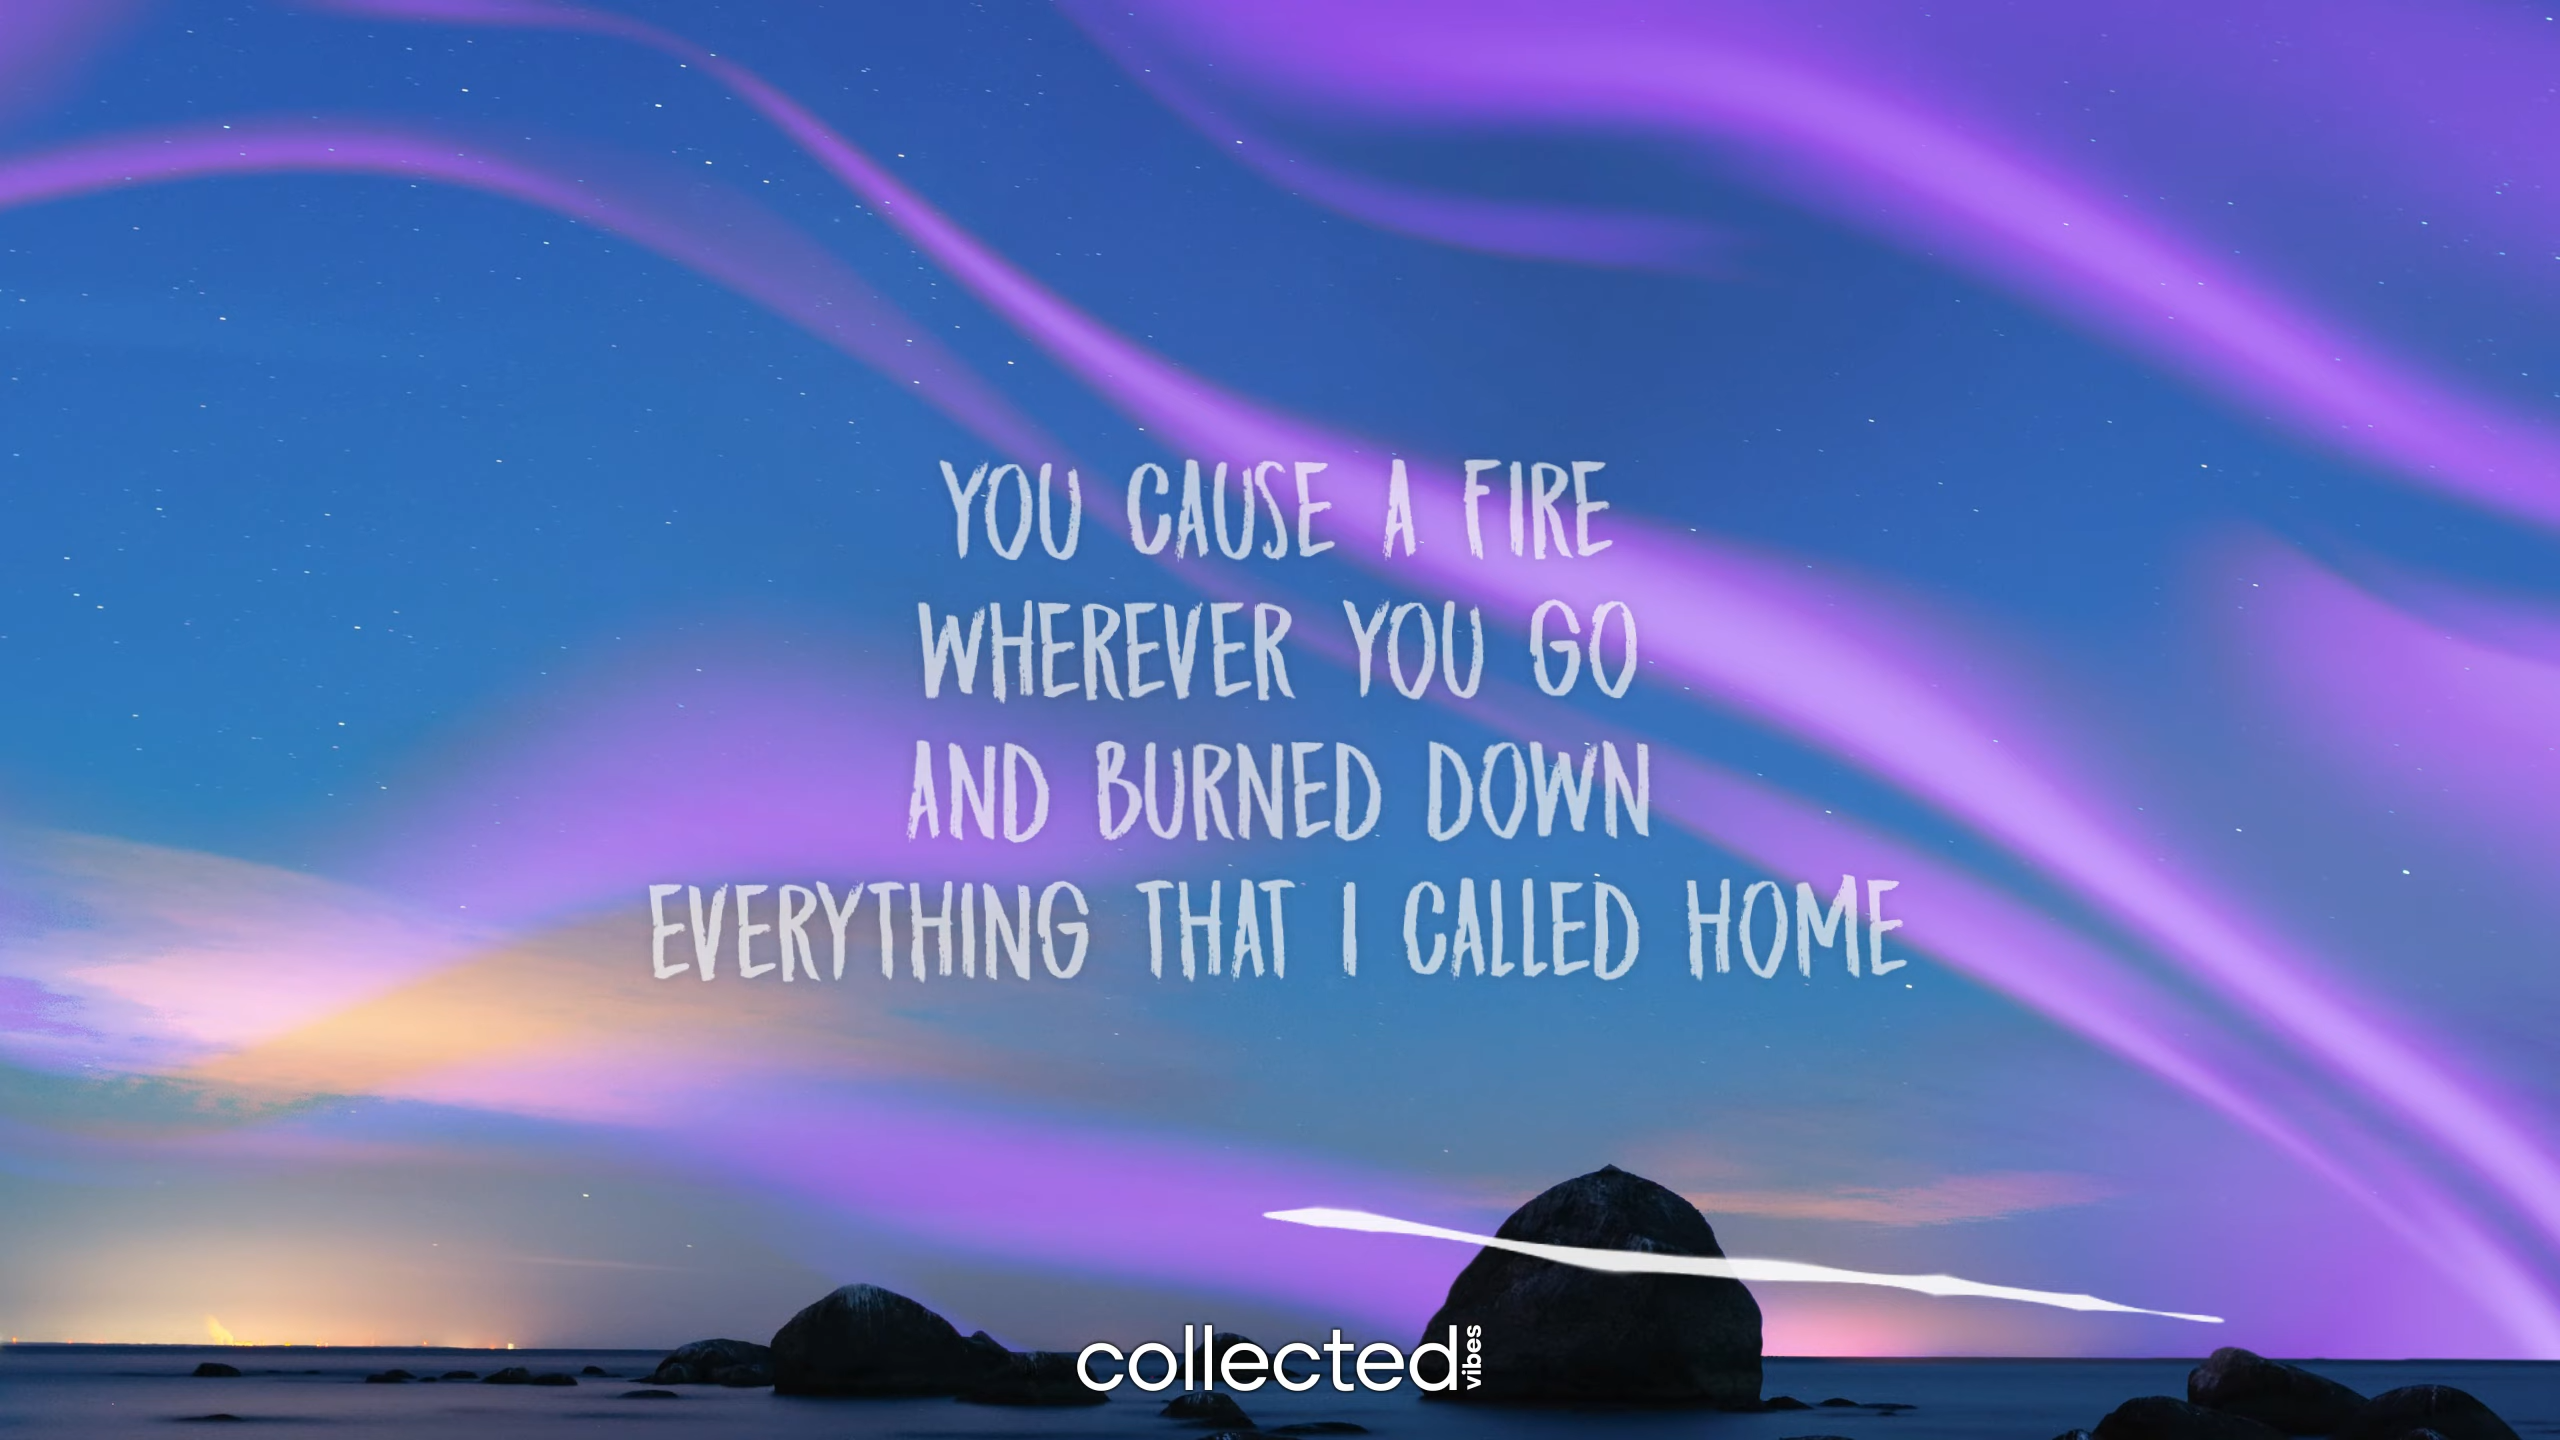 YOU CAUSE A FIRE
WHEREVER YOU GO
AND BURNED DOWN
EVERYTHING THAT I CALLED HOME
collected vibes